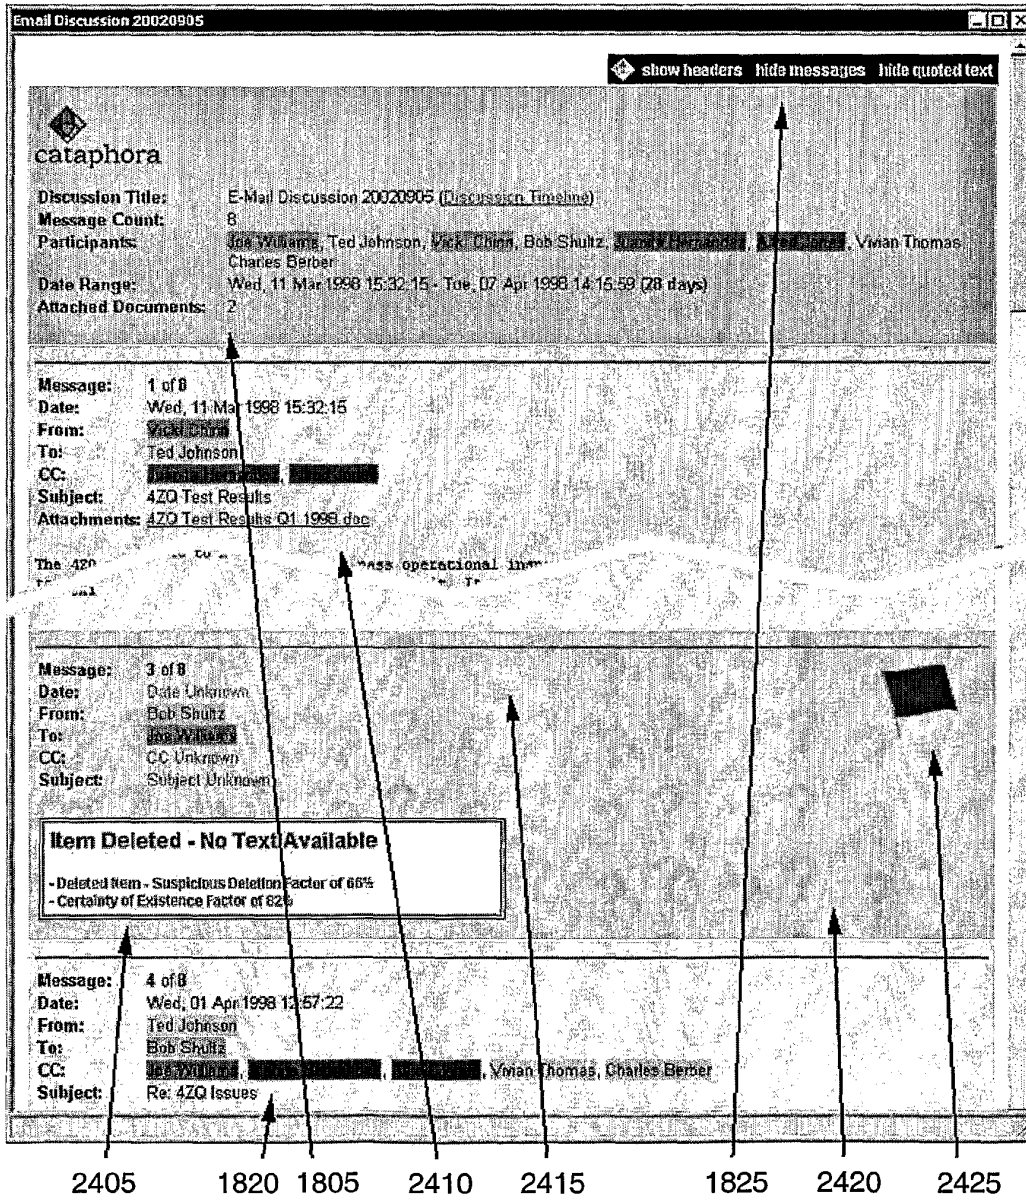 Email Discussion 20020905
show headers hide messages hide quoted text
cataphora
Discussion Title: E-Mail Discussion 20020905 (Discussion Timeline)
Message Count: 8
Participants: Joe Williams, Ted Johnson, Vicki Chinn, Bob Shultz, Juanita Hernandez, Alfred Jones, Vivian Thomas
Charles Berber
Date Range: Wed, 11 Mar 1998 15:32:15 - Tue, 07 Apr 1998 14:15:59 (28 days)
Attached Documents: 2
Message: 1 of 8
Date: Wed, 11 Mar 1998 15:32:15
From: Vicki Chinn
To: Ted Johnson
CC:
Subject: 4ZQ Test Results
Attachments: 4ZQ Test Results Q1 1998.doc
The 4ZQ operational
Message: 3 of 8
Date: Date Unknown
From: Bob Shultz
To: Joe Williams
CC: CC Unknown
Subject: Subject Unknown
Item Deleted - No Text Available
- Deleted Item - Suspicious Deletion Factor of 66%
- Certainty of Existence Factor of 82%
Message: 4 of 8
Date: Wed, 01 Apr 1998 13:57:22
From: Ted Johnson
To: Bob Shultz
CC: Joe Williams, Vivian Thomas, Charles Berber
Subject: Re: 4ZQ Issues
2405 1820 1805 2410 2415 1825 2420 2425